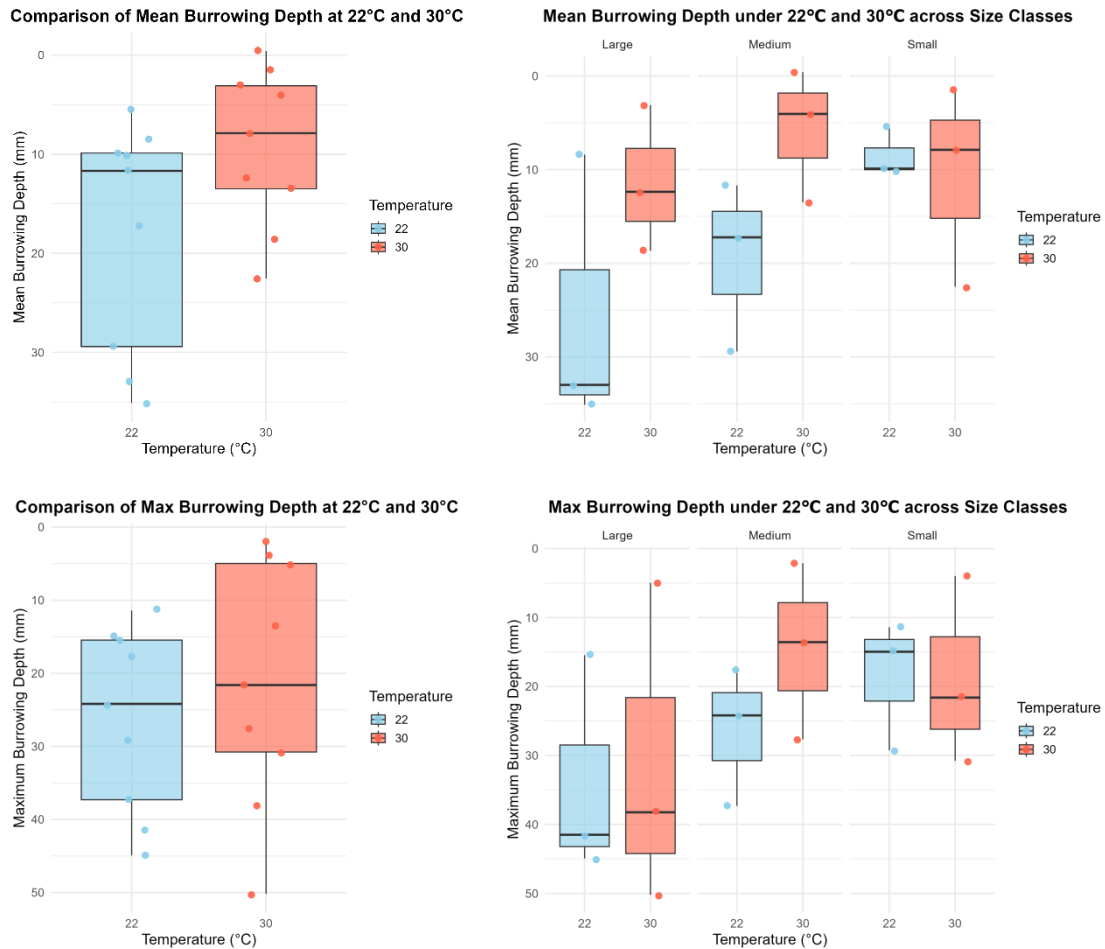 Comparison of Mean Burrowing Depth at 22°C and 30°C
Mean Burrowing Depth (mm)
0
10
20
30
22
30
Temperature (°C)
Temperature
22
30
Mean Burrowing Depth under 22℃ and 30℃ across Size Classes
Large
Medium
Small
Mean Burrowing Depth (mm)
0
10
20
30
22
30
22
30
22
30
Temperature (°C)
Temperature
22
30
Comparison of Max Burrowing Depth at 22°C and 30°C
Maximum Burrowing Depth (mm)
0
10
20
30
40
50
22
30
Temperature (°C)
Temperature
22
30
Max Burrowing Depth under 22℃ and 30℃ across Size Classes
Large
Medium
Small
Maximum Burrowing Depth (mm)
0
10
20
30
40
50
22
30
22
30
22
30
Temperature (°C)
Temperature
22
30